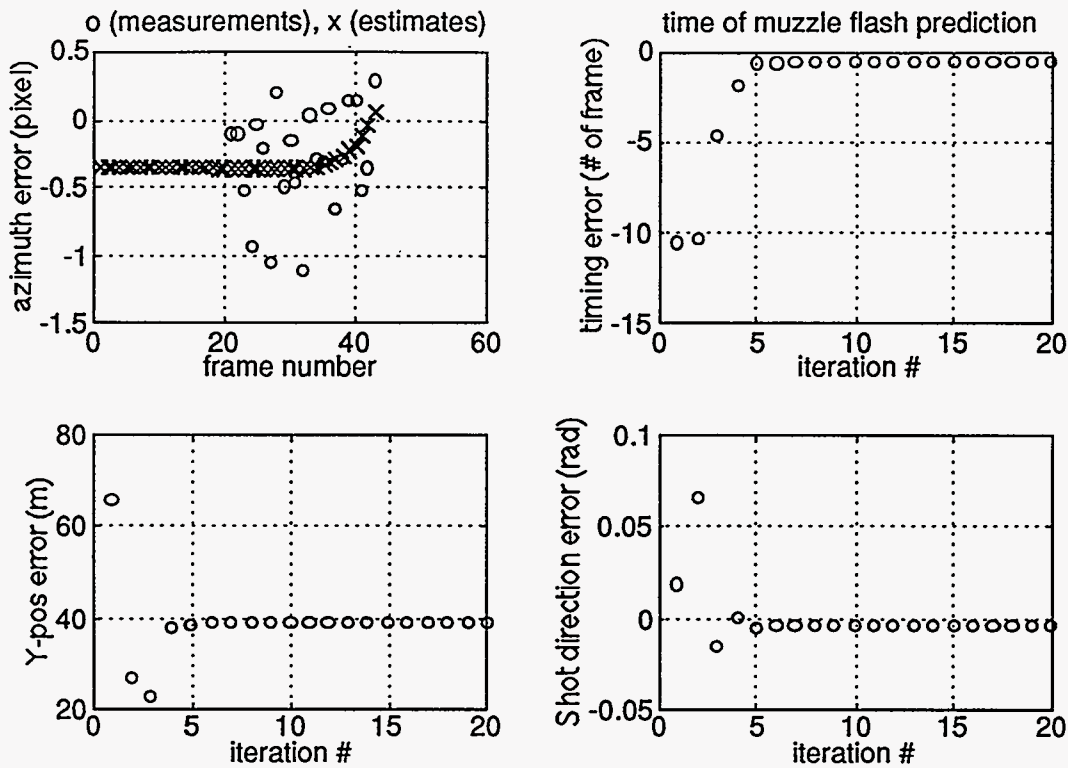 o (measurements), x (estimates)
azimuth error (pixel)
0.5
0
-0.5
-1
-1.5
0 20 40 60
frame number
time of muzzle flash prediction
timing error (# of frame)
0
-5
-10
-15
0 5 10 15 20
iteration #
Y-pos error (m)
80
60
40
20
0 5 10 15 20
iteration #
Shot direction error (rad)
0.1
0.05
0
-0.05
0 5 10 15 20
iteration #